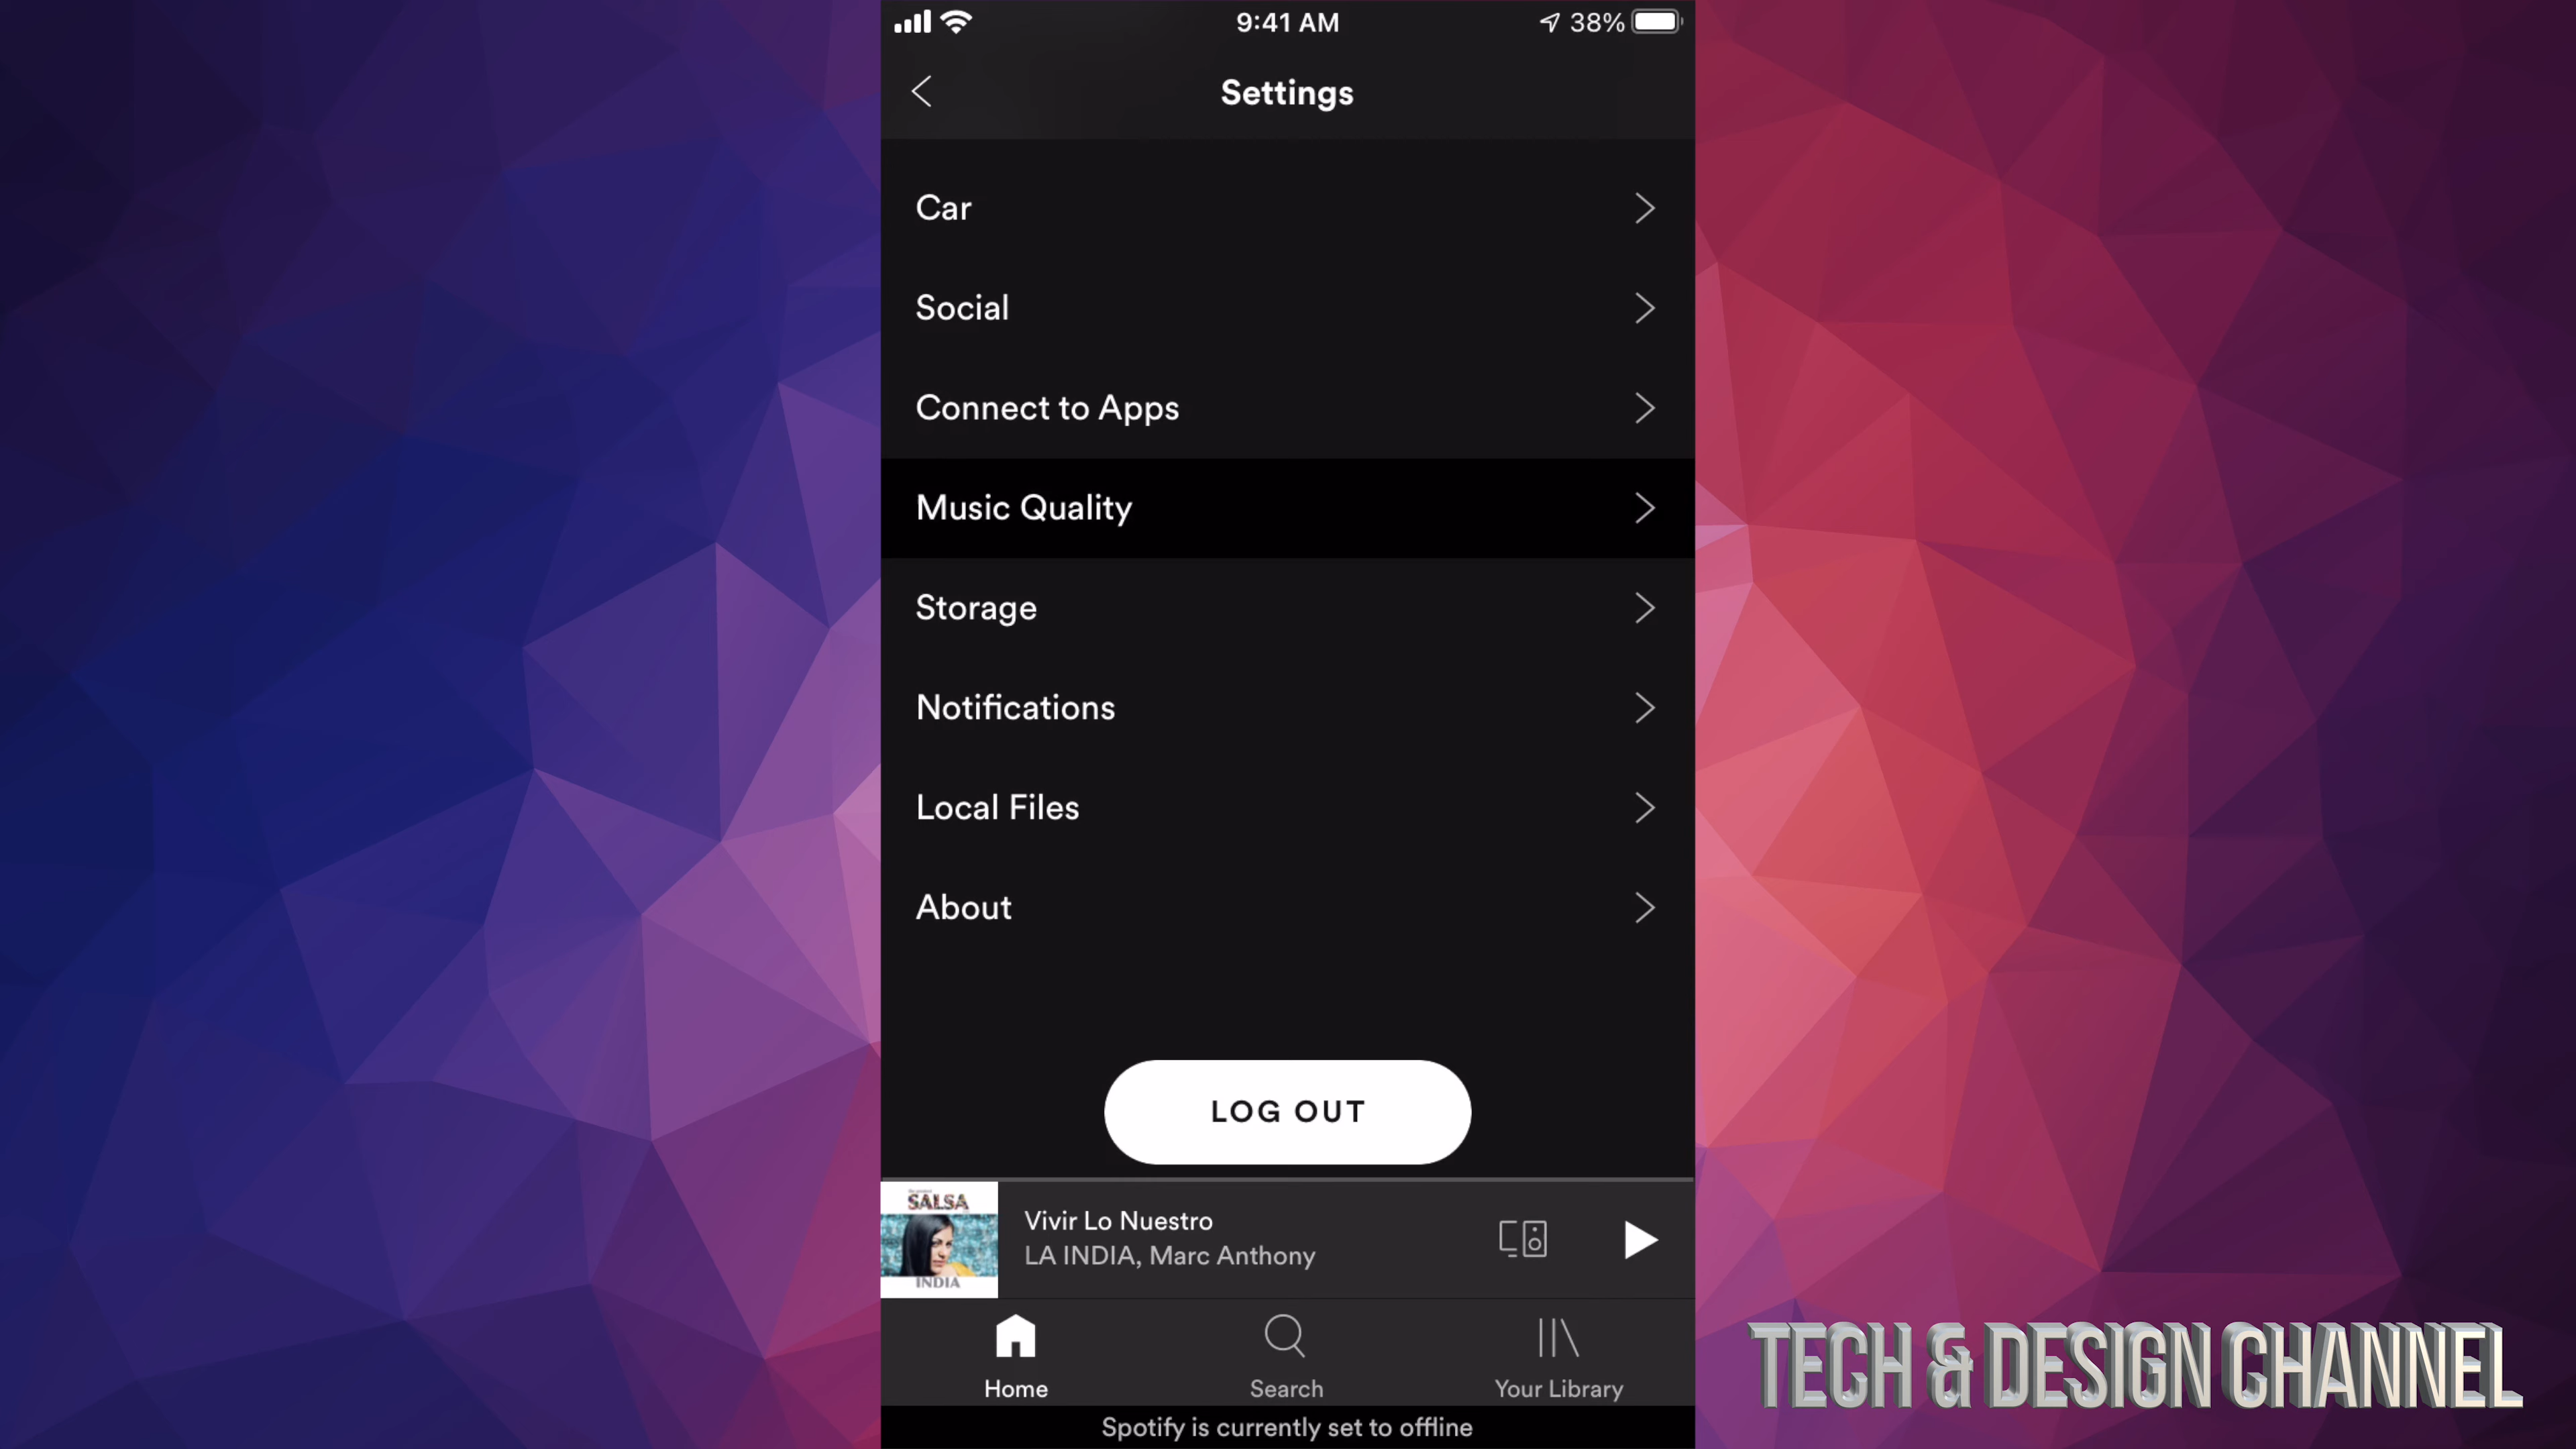 9:41 AM
38%
Settings
Car
Social
Connect to Apps
Music Quality
Storage
Notifications
Local Files
About
LOG OUT
SALSA
INDIA
Vivir Lo Nuestro
LA INDIA, Marc Anthony
Home
Search
Your Library
Spotify is currently set to offline
TECH & DESIGN CHANNEL